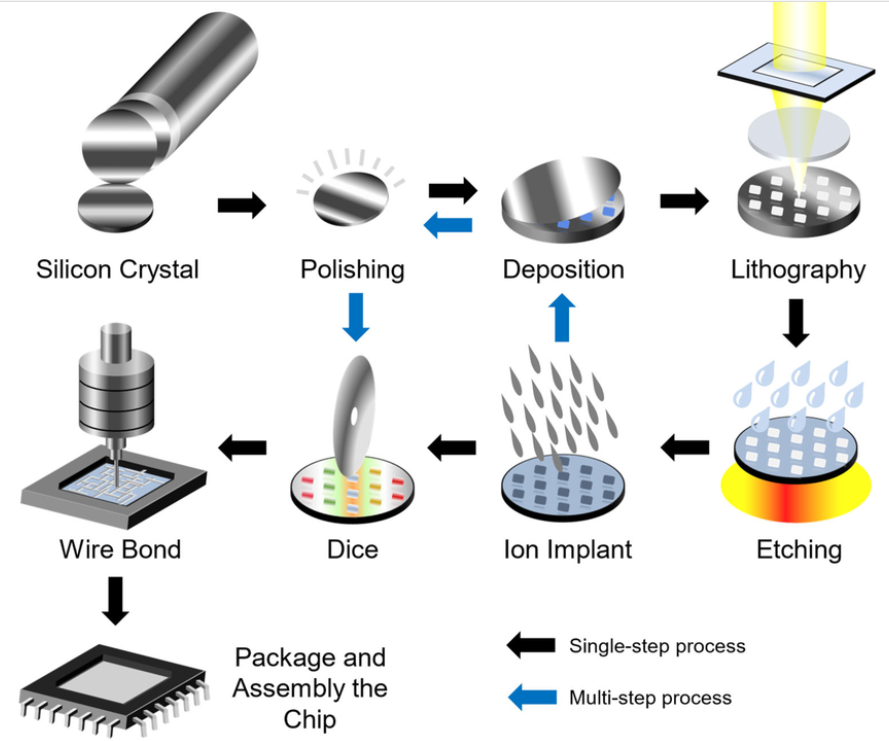 Silicon Crystal
Polishing
Deposition
Lithography
Wire Bond
Dice
Ion Implant
Etching
Package and
Assembly the
Chip
Single-step process
Multi-step process